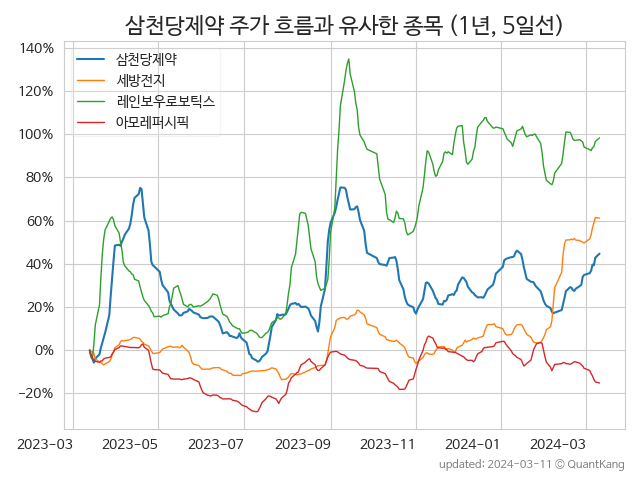 삼천당제약 주가 흐름과 유사한 종목 (1년, 5일선)
140%
120%
100%
80%
60%
40%
20%
0%
−20%
삼천당제약
세방전지
레인보우로보틱스
아모레퍼시픽
2023-03 2023-05 2023-07 2023-09 2023-11 2024-01 2024-03
updated: 2024-03-11 © QuantKang